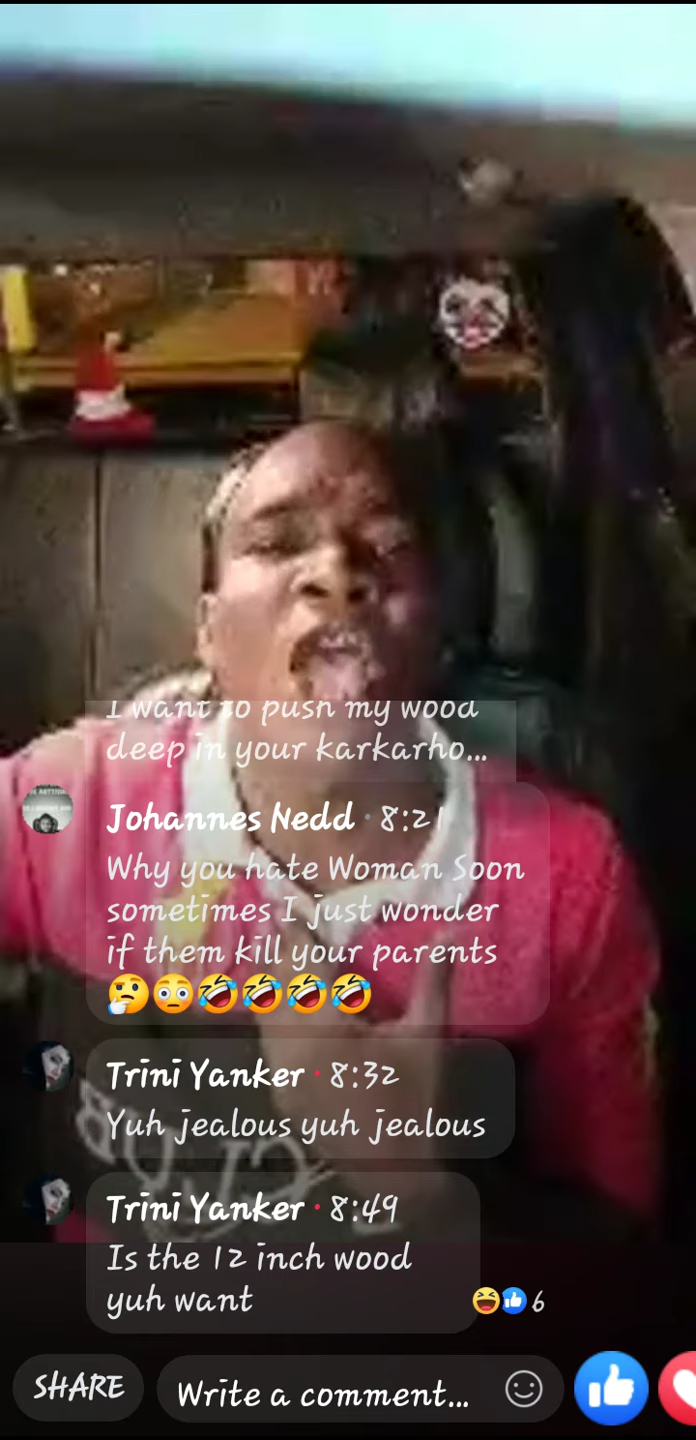 I want to push my wood
deep in your karkarho...
Johannes Nedd · 8:21
Why you hate Woman Soon
sometimes I just wonder
if them kill your parents
🤔😳🤣🤣🤣🤣
Trini Yanker · 8:32
Yuh jealous yuh jealous
Trini Yanker · 8:49
Is the 12 inch wood
yuh want
6
SHARE
Write a comment...